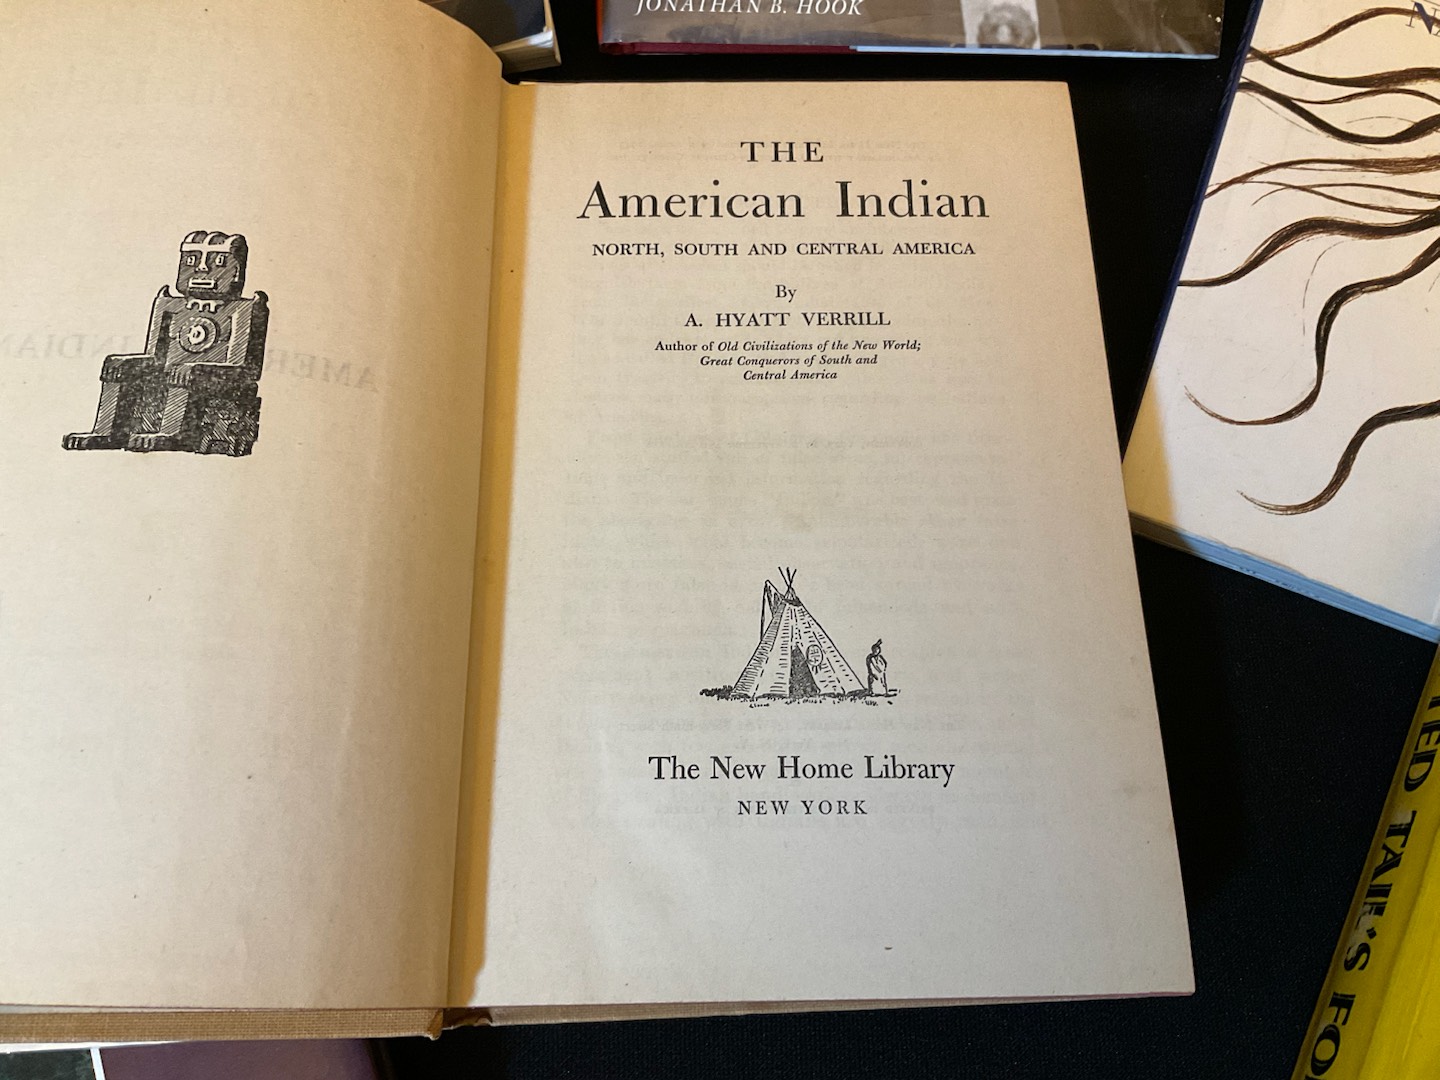 JONATHAN B. HOOK
THE
American Indian
NORTH, SOUTH AND CENTRAL AMERICA
By
A. HYATT VERRILL
Author of Old Civilizations of the New World;
Great Conquerors of South and
Central America
The New Home Library
NEW YORK
TAIL'S